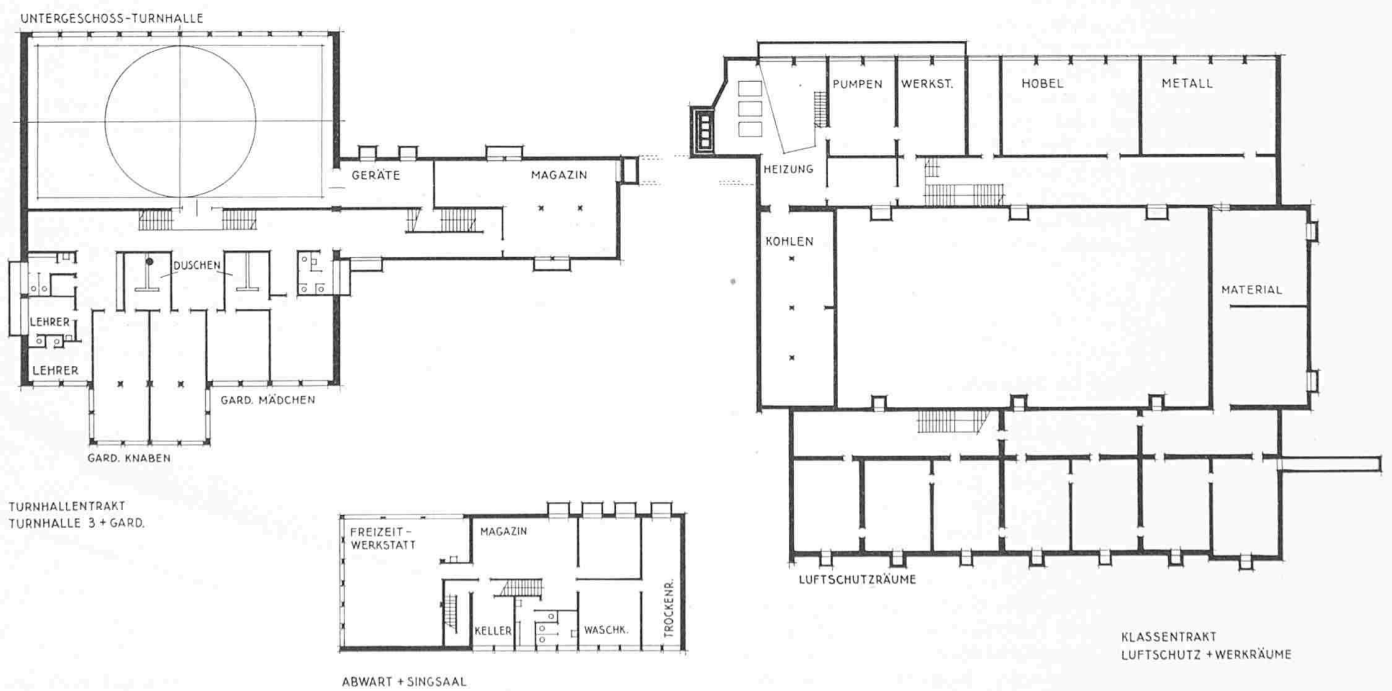 UNTERGESCHOSS-TURNHALLE
GERÄTE
MAGAZIN
DUSCHEN
LEHRER
LEHRER
GARD. MÄDCHEN
GARD. KNABEN
TURNHALLENTRAKT
TURNHALLE 3 + GARD.
FREIZEIT-
WERKSTATT
MAGAZIN
KELLER
WASCHK.
TROCKENR.
ABWART + SINGSAAL
PUMPEN
WERKST.
HOBEL
METALL
HEIZUNG
KOHLEN
MATERIAL
LUFTSCHUTZRÄUME
KLASSENTRAKT
LUFTSCHUTZ + WERKRÄUME